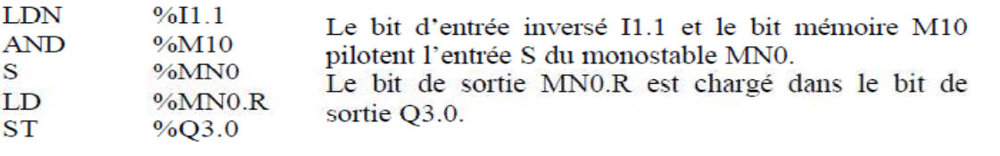 LDN %I1.1
AND %M10
S %MN0
LD %MN0.R
ST %Q3.0
Le bit d’entrée inversé I1.1 et le bit mémoire M10
pilotent l’entrée S du monostable MN0.
Le bit de sortie MN0.R est chargé dans le bit de
sortie Q3.0.